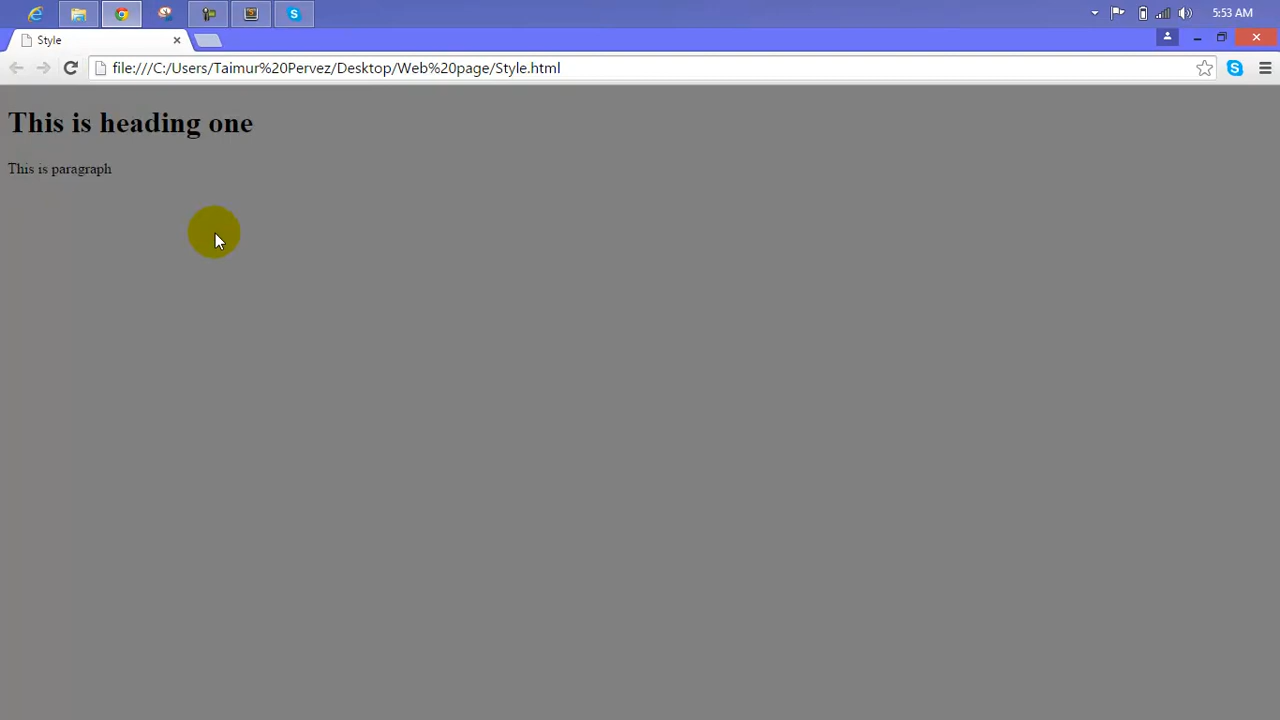 5:53 AM
Style
file:///C:/Users/Taimur%20Pervez/Desktop/Web%20page/Style.html
This is heading one
This is paragraph